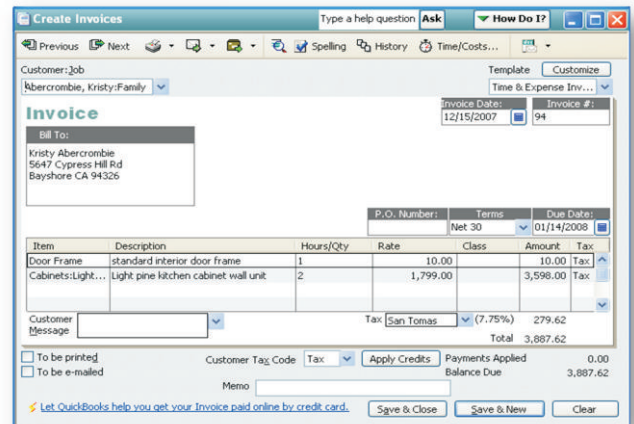 Create Invoices
Type a help question Ask How Do I?
Previous Next Spelling History Time/Costs...
Customer:Job Template Customize
Abercrombie, Kristy:Family Time & Expense Inv...
Invoice Invoice Date: Invoice #:
12/15/2007 94
Bill To:
Kristy Abercrombie
5647 Cypress Hill Rd
Bayshore CA 94326
P.O. Number: Terms Due Date:
Net 30 01/14/2008
Item Description Hours/Qty Rate Class Amount Tax
Door Frame standard interior door frame 1 10.00 10.00 Tax
Cabinets:Light... Light pine kitchen cabinet wall unit 2 1,799.00 3,598.00 Tax
Customer Message Tax San Tomas (7.75%) 279.62
Total 3,887.62
To be printed Customer Tax Code Tax Apply Credits Payments Applied 0.00
To be e-mailed Balance Due 3,887.62
Memo
Let QuickBooks help you get your Invoice paid online by credit card. Save & Close Save & New Clear